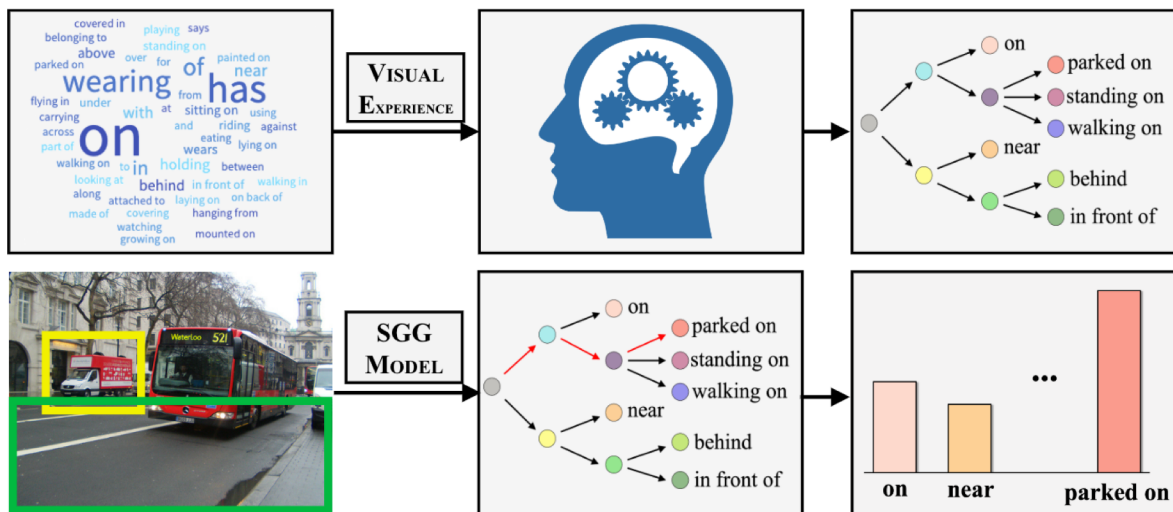 covered in playing says
belonging to standing on
above over for of painted on
parked on near
wearing has
flying in under from
carrying with at sitting on using
across and riding against
part of on eating lying on
wears
walking on to in holding between
looking at behind in front of walking in
along attached to laying on on back of
made of covering hanging from
watching
growing on mounted on
VISUAL
EXPERIENCE
on
parked on
standing on
walking on
near
behind
in front of
Waterloo 521
SGG
MODEL
on
parked on
standing on
walking on
near
behind
in front of
...
on near parked on